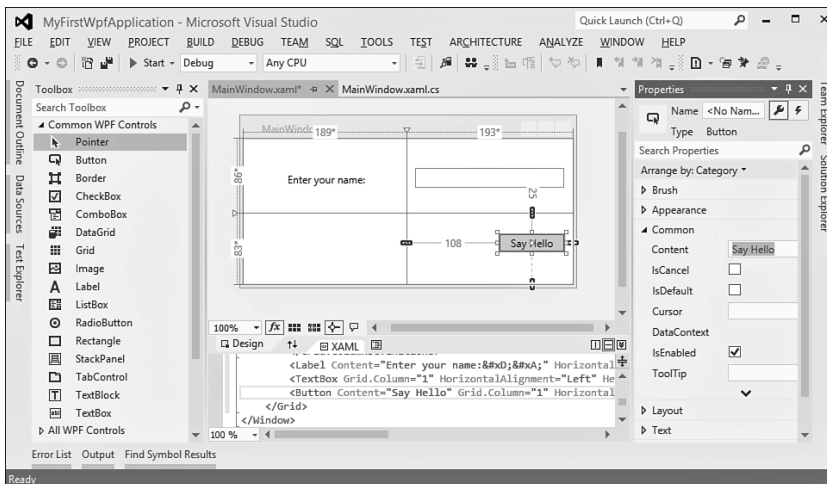 MyFirstWpfApplication - Microsoft Visual Studio
Quick Launch (Ctrl+Q)
FILE EDIT VIEW PROJECT BUILD DEBUG TEAM SQL TOOLS TEST ARCHITECTURE ANALYZE WINDOW HELP
Start Debug Any CPU
Document Outline
Data Sources
Test Explorer
Toolbox
Search Toolbox
Common WPF Controls
Pointer
Button
Border
CheckBox
ComboBox
DataGrid
Grid
Image
Label
ListBox
RadioButton
Rectangle
StackPanel
TabControl
TextBlock
TextBox
All WPF Controls
MainWindow.xaml* MainWindow.xaml.cs
189* 193*
86*
Enter your name:
25
83*
108
Say Hello
100%
Design XAML
<Label Content="Enter your name:&#xD;&#xA;" Horizontal
<TextBox Grid.Column="1" HorizontalAlignment="Left" He
<Button Content="Say Hello" Grid.Column="1" Horizontal
</Grid>
</Window>
100 %
Properties
Name <No Nam...
Type Button
Search Properties
Arrange by: Category
Brush
Appearance
Common
Content Say Hello
IsCancel
IsDefault
Cursor
DataContext
IsEnabled
ToolTip
Layout
Text
Team Explorer
Solution Explorer
Error List Output Find Symbol Results
Ready